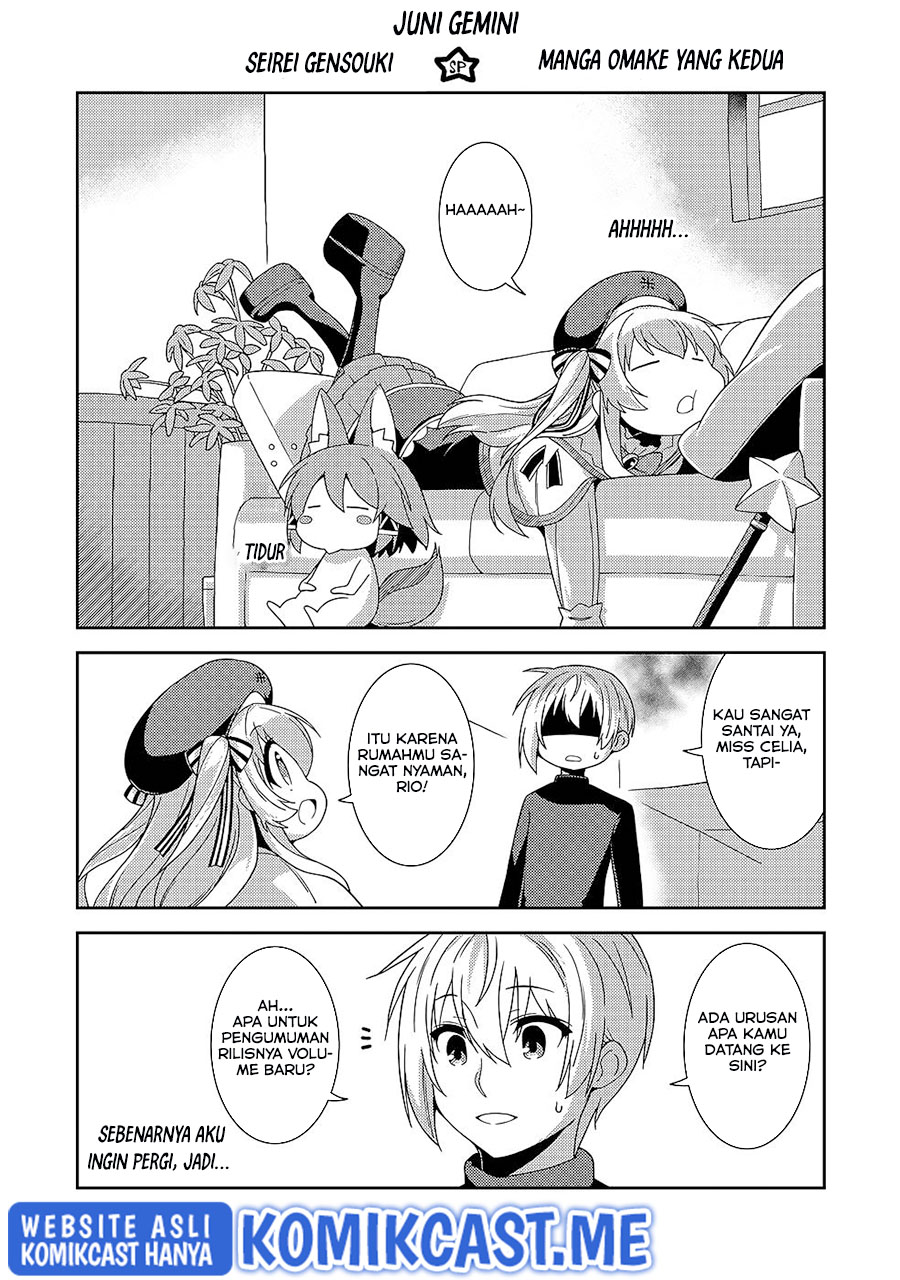 JUNI GEMINI
SEIREI GENSOUKI
SP
MANGA OMAKE YANG KEDUA
HAAAAAH~
AHHHHH...
TIDUR
KAU SANGAT
SANTAI YA,
MISS CELIA,
TAPI-
ITU KARENA
RUMAHMU SA-
NGAT NYAMAN,
RIO!
ADA URUSAN
APA KAMU
DATANG KE
SINI?
AH...
APA UNTUK
PENGUMUMAN
RILISNYA VOLU-
ME BARU?
SEBENARNYA AKU
INGIN PERGI, JADI...
WEBSITE ASLI
KOMIKCAST HANYA
KOMIKCAST.ME